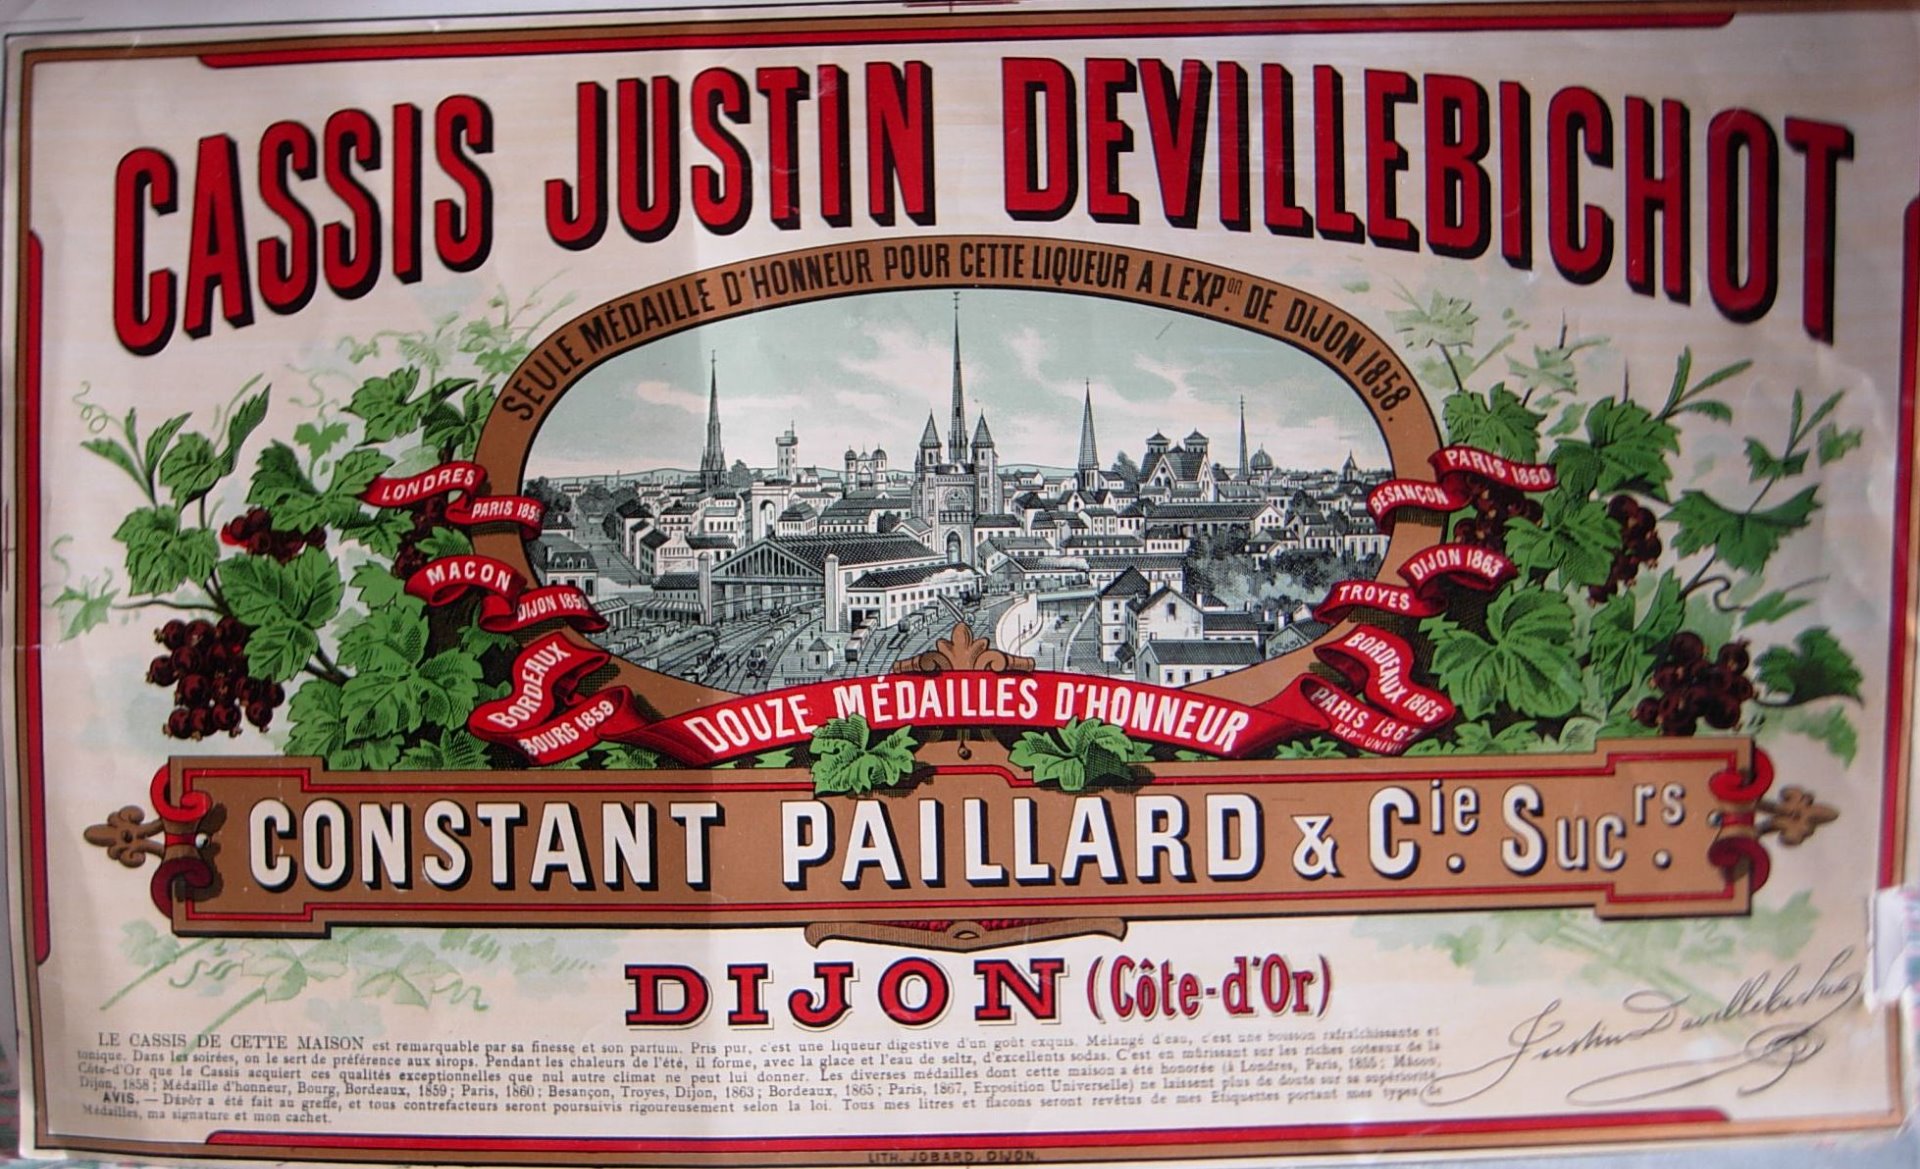 CASSIS JUSTIN DEVILLEBICHOT
SEULE MÉDAILLE D'HONNEUR POUR CETTE LIQUEUR A L'EXP.on DE DIJON 1858.
LONDRES
PARIS 185
MACON
DIJON 185
BORDEAUX
BOURG 1859
PARIS 1860
BESANÇON
DIJON 1863
TROYES
BORDEAUX 1865
PARIS 1867
DOUZE MÉDAILLES D'HONNEUR
CONSTANT PAILLARD & Cie. Sucrs.
DIJON (Côte-d'Or)
LE CASSIS DE CETTE MAISON est remarquable par sa finesse et son parfum. Pris pur, c'est une liqueur digestive d'un goût exquis. Mélangé d'eau, c'est une boisson rafraîchissante et
tonique. Dans les soirées, on le sert de préférence aux sirops. Pendant les chaleurs de l'été, il forme, avec la glace et l'eau de seltz, d'excellents sodas. C'est en mûrissant sur les riches coteaux de la
Côte-d'Or que le Cassis acquiert ces qualités exceptionnelles que nul autre climat ne peut lui donner. Les diverses médailles dont cette maison a été honorée (à Londres, Paris, 1855; Mâcon,
Dijon, 1858; Médaille d'honneur, Bourg, Bordeaux, 1859; Paris, 1860; Besançon, Troyes, Dijon, 1863; Bordeaux, 1865; Paris, 1867, Exposition Universelle) ne laissent plus de doute sur sa supériorité.
AVIS. — Dépôt a été fait au greffe, et tous contrefacteurs seront poursuivis rigoureusement selon la loi. Tous mes litres et flacons seront revêtus de mes Étiquettes portant mes types de
Médailles, ma signature et mon cachet.
Justin Devillebichot
LITH. JOBARD, DIJON.